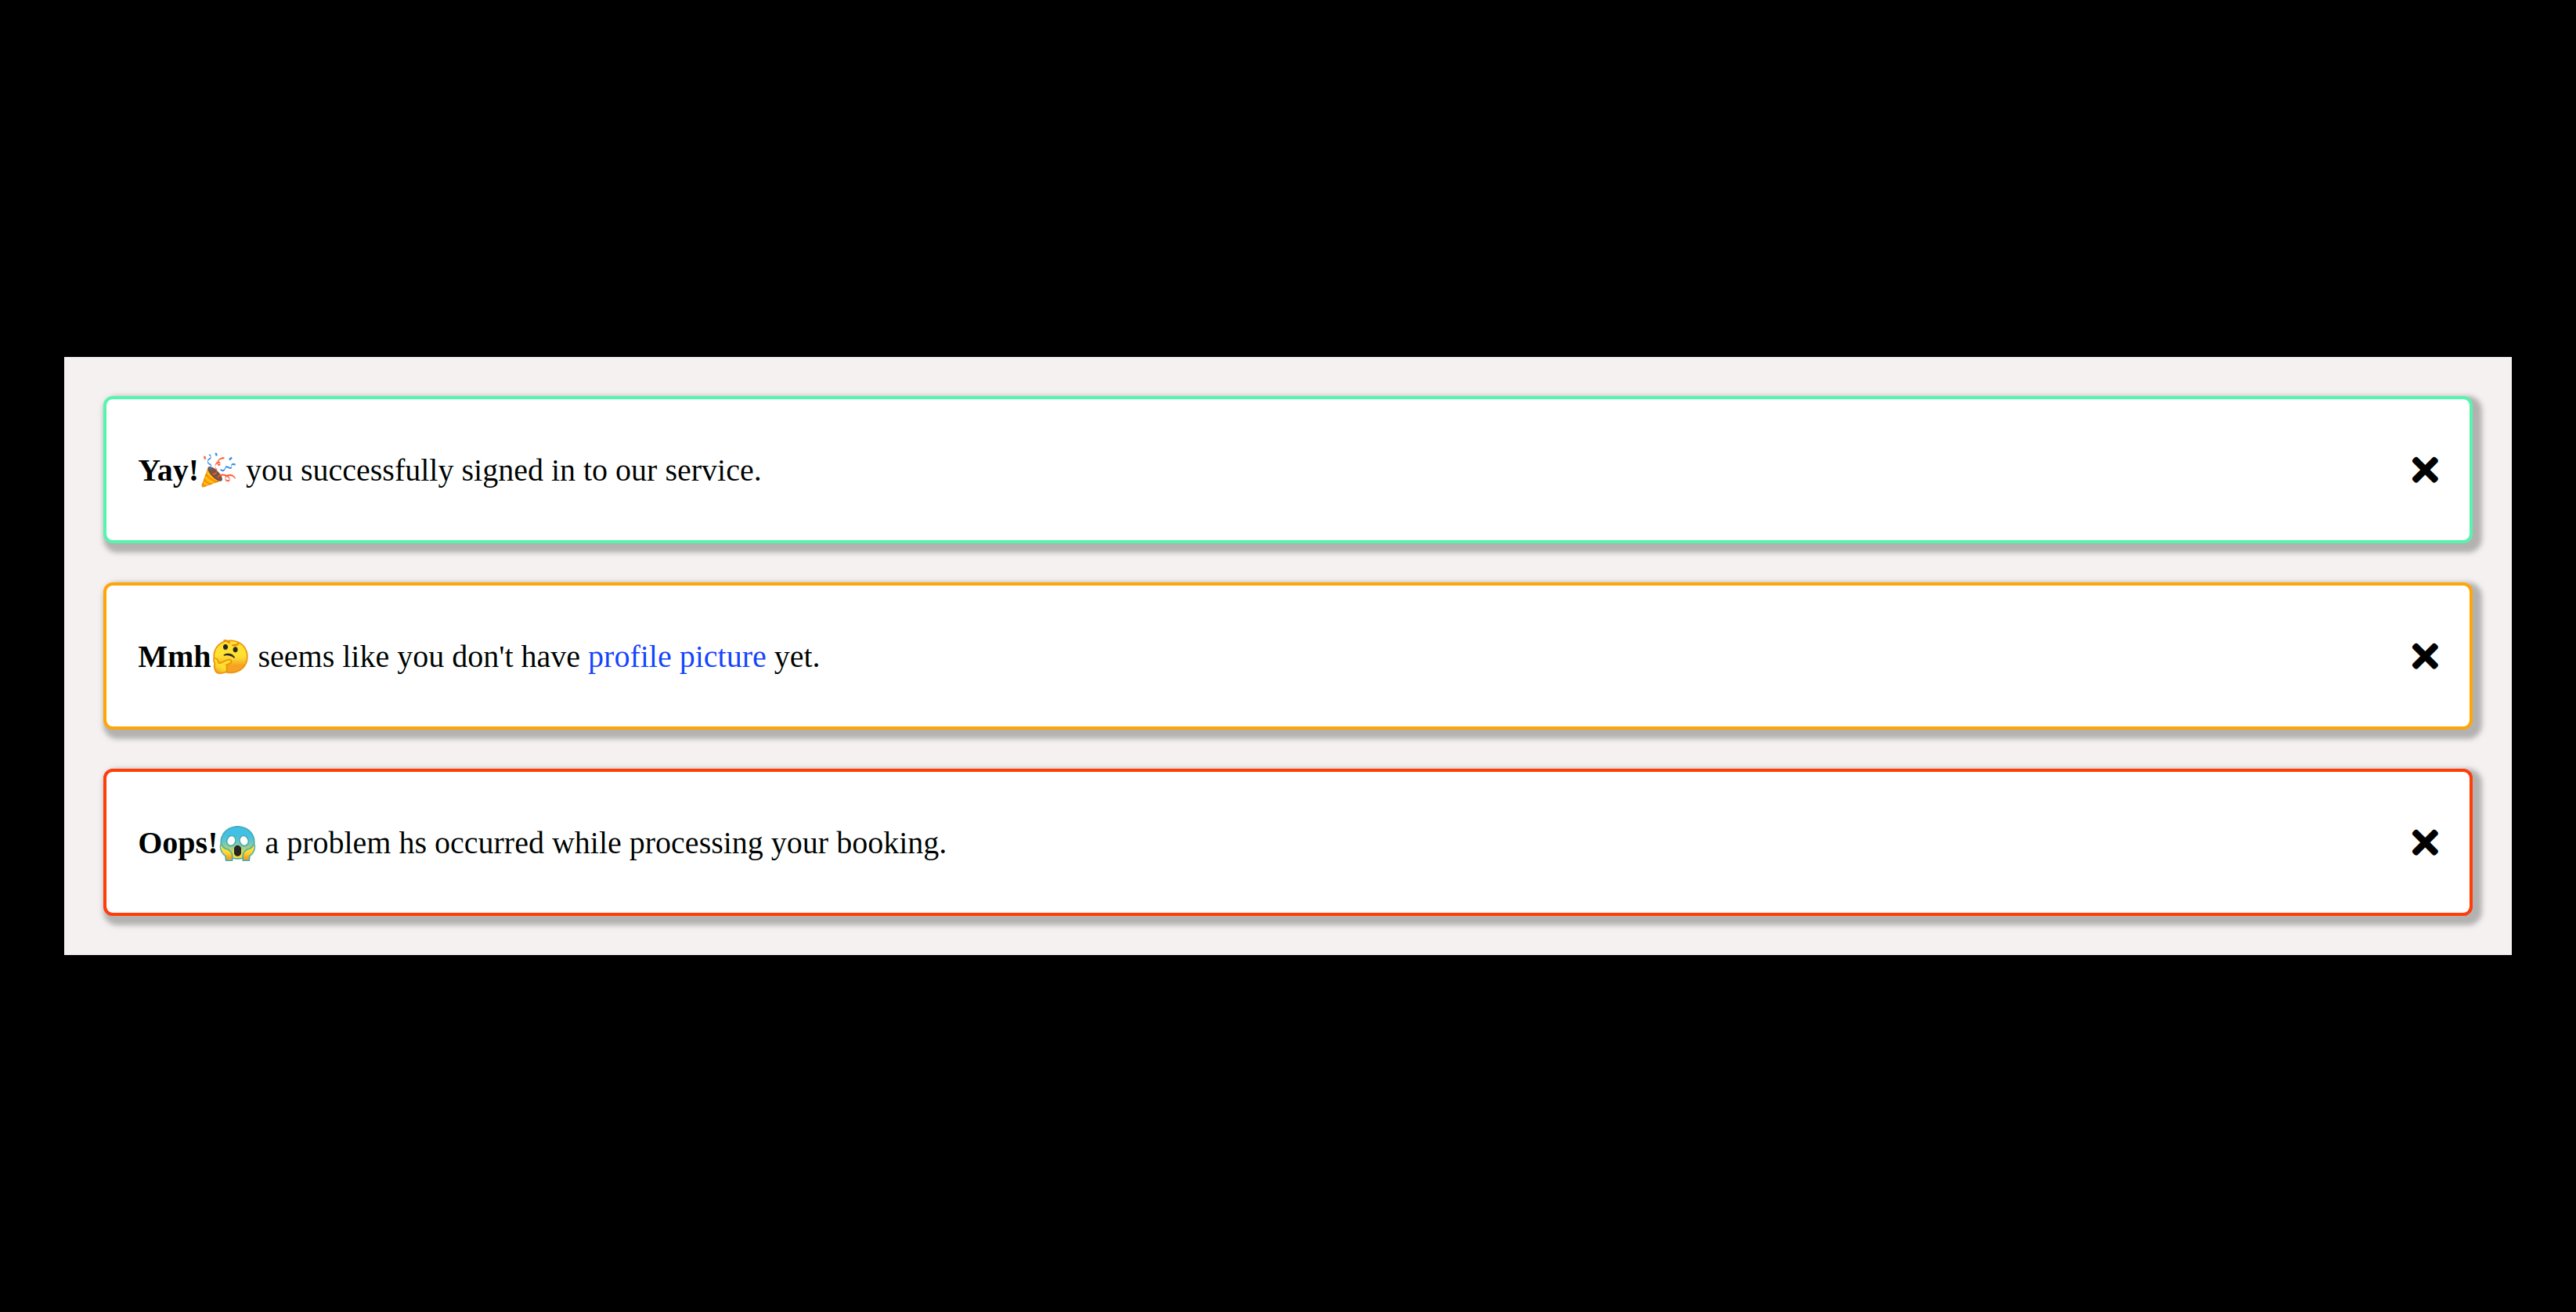 Yay!🎉 you successfully signed in to our service.
Mmh🤔 seems like you don't have profile picture yet.
Oops!😱 a problem hs occurred while processing your booking.